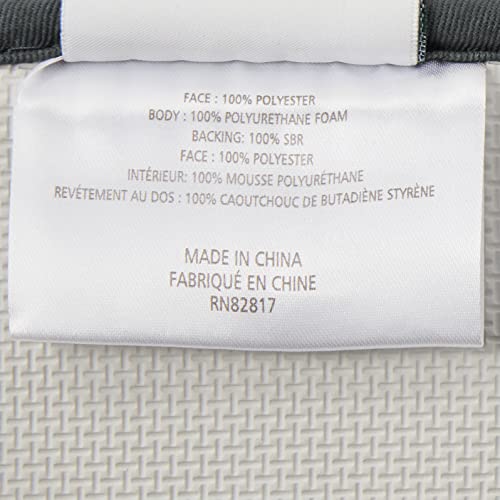 FACE : 100% POLYESTER
BODY : 100% POLYURETHANE FOAM
BACKING: 100% SBR
FACE : 100% POLYESTER
INTÉRIEUR: 100% MOUSSE POLYURÉTHANE
REVÉTEMENT AU DOS : 100% CAOUTCHOUC DE BUTADIÈNE STYRÈNE
MADE IN CHINA
FABRIQUÉ EN CHINE
RN82817